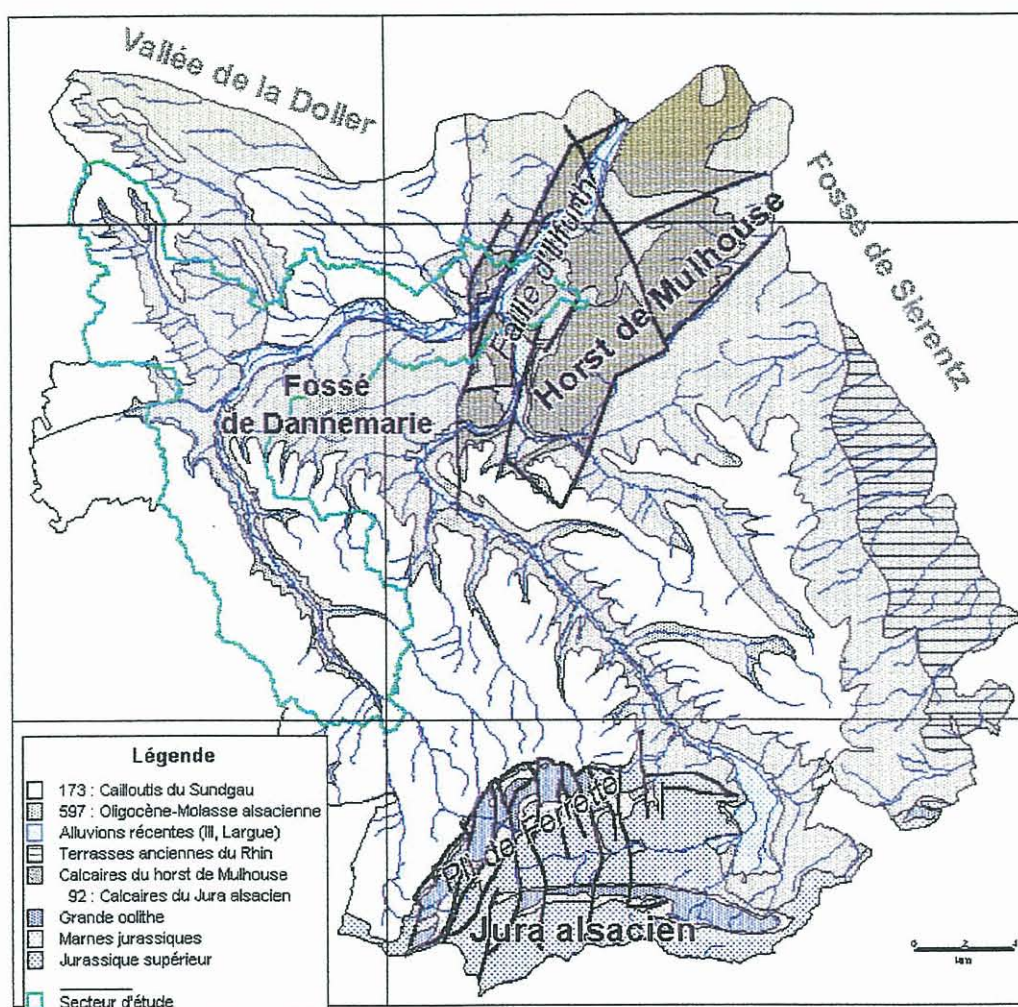 Vallée de la Doller
Fossé de Sierentz
Faille d'Illfurth
Horst de Mulhouse
Fossé
de Dannemarie
Pli de Ferrette
Jura alsacien
Légende
173 : Cailloutis du Sundgau
597 : Oligocène-Molasse alsacienne
Alluvions récentes (Ill, Largue)
Terrasses anciennes du Rhin
Calcaires du horst de Mulhouse
92 : Calcaires du Jura alsacien
Grande oolithe
Marnes jurassiques
Jurassique supérieur
Secteur d'étude
0 2 4
km